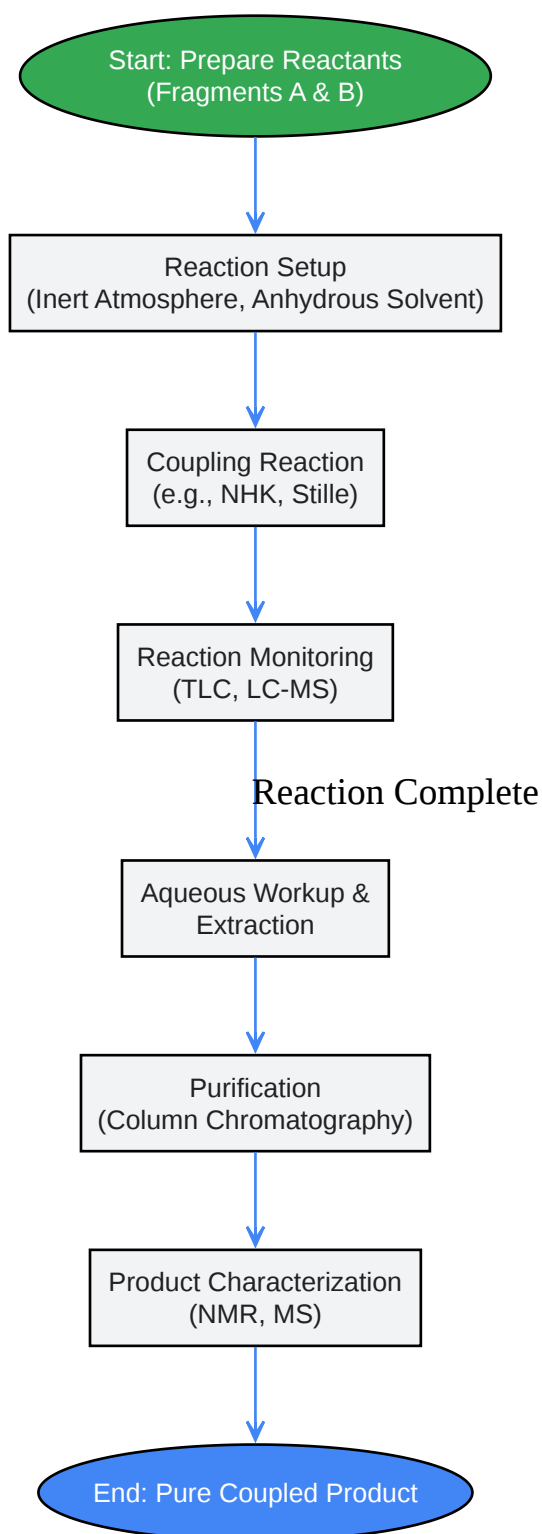 Start: Prepare Reactants
(Fragments A & B)
Reaction Setup
(Inert Atmosphere, Anhydrous Solvent)
Coupling Reaction
(e.g., NHK, Stille)
Reaction Monitoring
(TLC, LC-MS)
Reaction Complete
Aqueous Workup &
Extraction
Purification
(Column Chromatography)
Product Characterization
(NMR, MS)
End: Pure Coupled Product